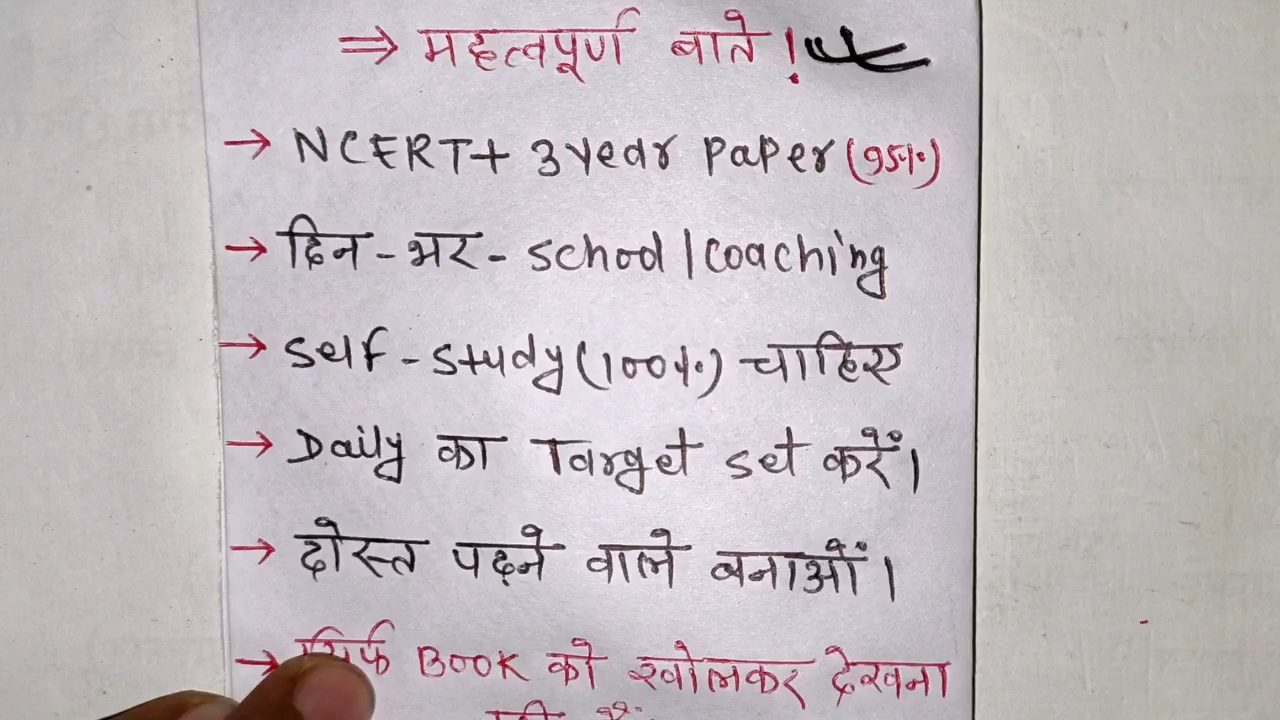 ⇒ महत्वपूर्ण बाते !
→ NCERT + 3 year Paper (95%)
→ दिन - भर - school / coaching
→ self - study (100%) चाहिए
→ Daily का Target set करें।
→ दोस्त पढ़ने वाले बनाओं।
→ सिर्फ BOOK को खोलकर देखना